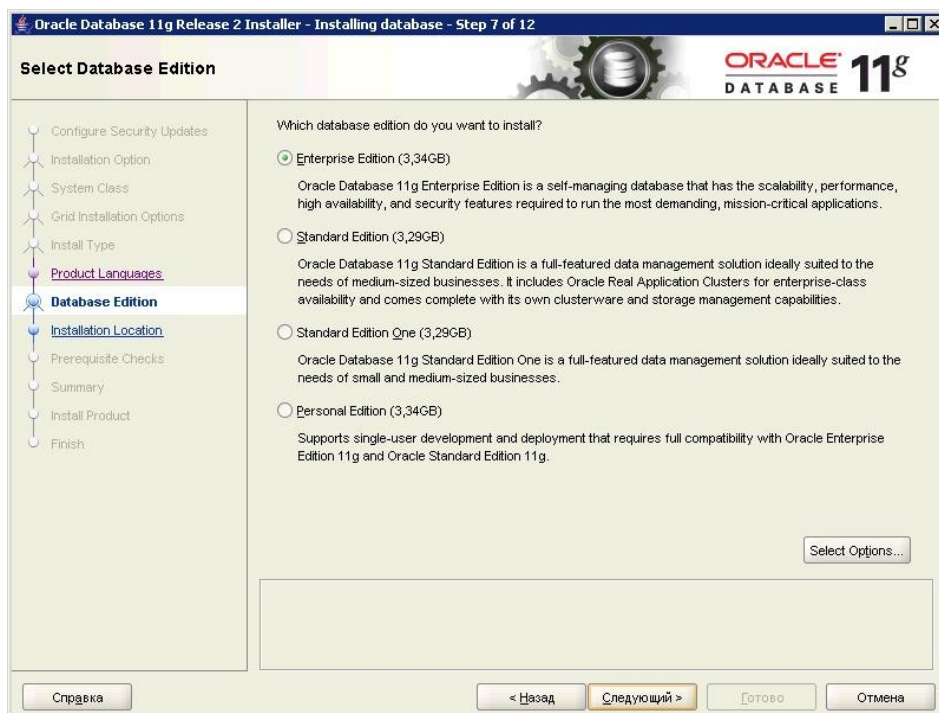 Oracle Database 11g Release 2 Installer - Installing database - Step 7 of 12
Select Database Edition
ORACLE
DATABASE
11g
Configure Security Updates
Installation Option
System Class
Grid Installation Options
Install Type
Product Languages
Database Edition
Installation Location
Prerequisite Checks
Summary
Install Product
Finish
Which database edition do you want to install?
Enterprise Edition (3,34GB)
Oracle Database 11g Enterprise Edition is a self-managing database that has the scalability, performance,
high availability, and security features required to run the most demanding, mission-critical applications.
Standard Edition (3,29GB)
Oracle Database 11g Standard Edition is a full-featured data management solution ideally suited to the
needs of medium-sized businesses. It includes Oracle Real Application Clusters for enterprise-class
availability and comes complete with its own clusterware and storage management capabilities.
Standard Edition One (3,29GB)
Oracle Database 11g Standard Edition One is a full-featured data management solution ideally suited to the
needs of small and medium-sized businesses.
Personal Edition (3,34GB)
Supports single-user development and deployment that requires full compatibility with Oracle Enterprise
Edition 11g and Oracle Standard Edition 11g.
Select Options...
Справка
< Назад
Следующий >
Готово
Отмена